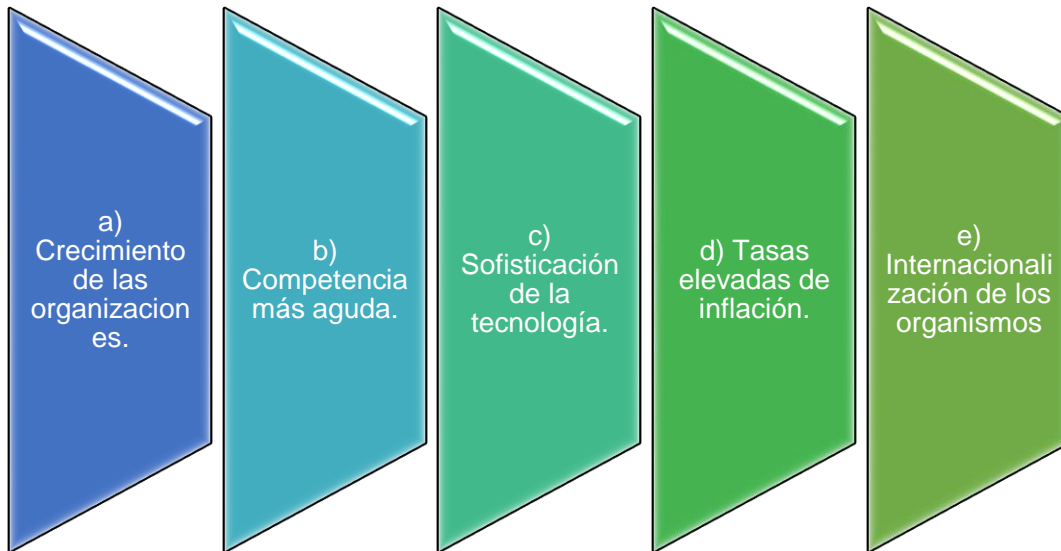 a)
Crecimiento
de las
organizacion
es.
b)
Competencia
más aguda.
c)
Sofisticación
de la
tecnología.
d) Tasas
elevadas de
inflación.
e)
Internacionali
zación de los
organismos